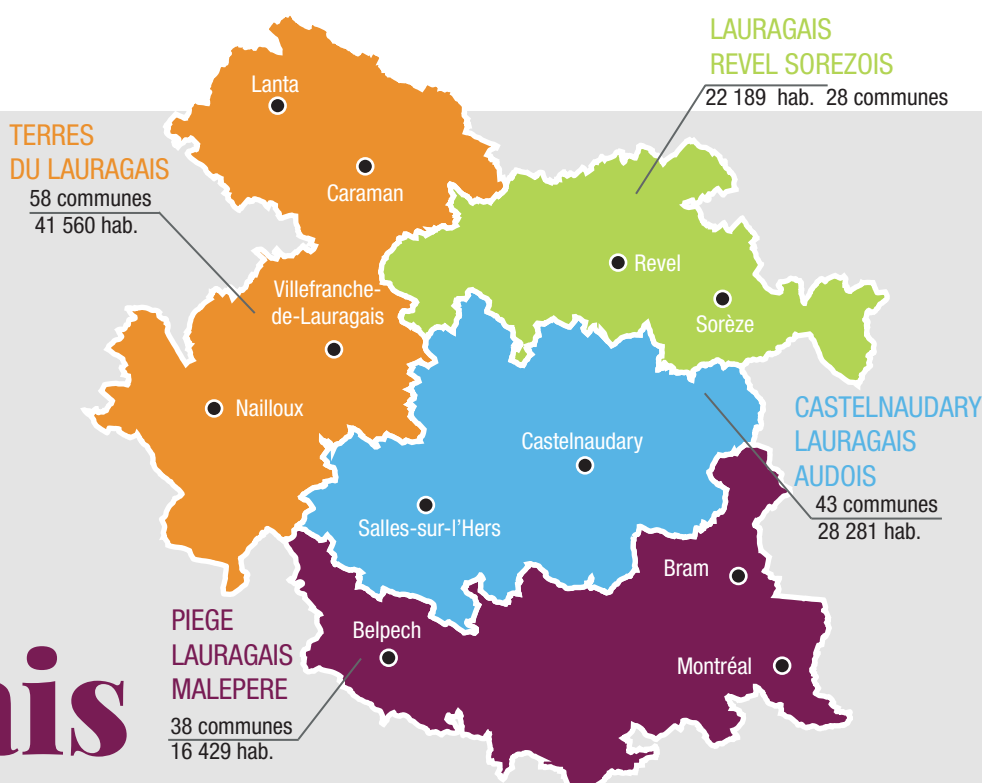 LAURAGAIS
REVEL SOREZOIS
22 189 hab. 28 communes
Lanta
TERRES
DU LAURAGAIS
58 communes
41 560 hab.
Caraman
Revel
Villefranche-
de-Lauragais
Sorèze
Nailloux
CASTELNAUDARY
LAURAGAIS
AUDOIS
43 communes
28 281 hab.
Castelnaudary
Salles-sur-l'Hers
Bram
PIEGE
LAURAGAIS
MALEPERE
38 communes
16 429 hab.
Belpech
Montréal
ais